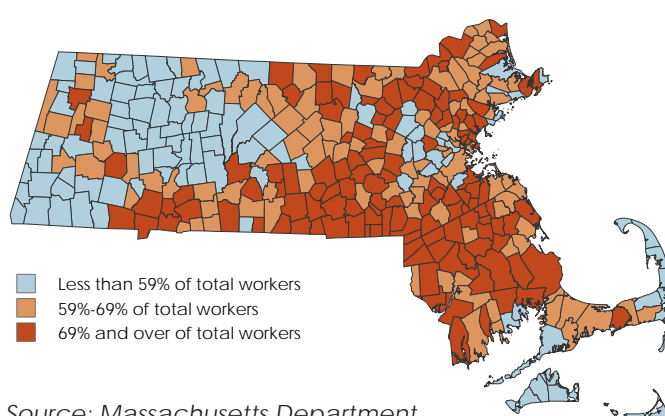 Less than 59% of total workers
59%-69% of total workers
69% and over of total workers
Source: Massachusetts Department